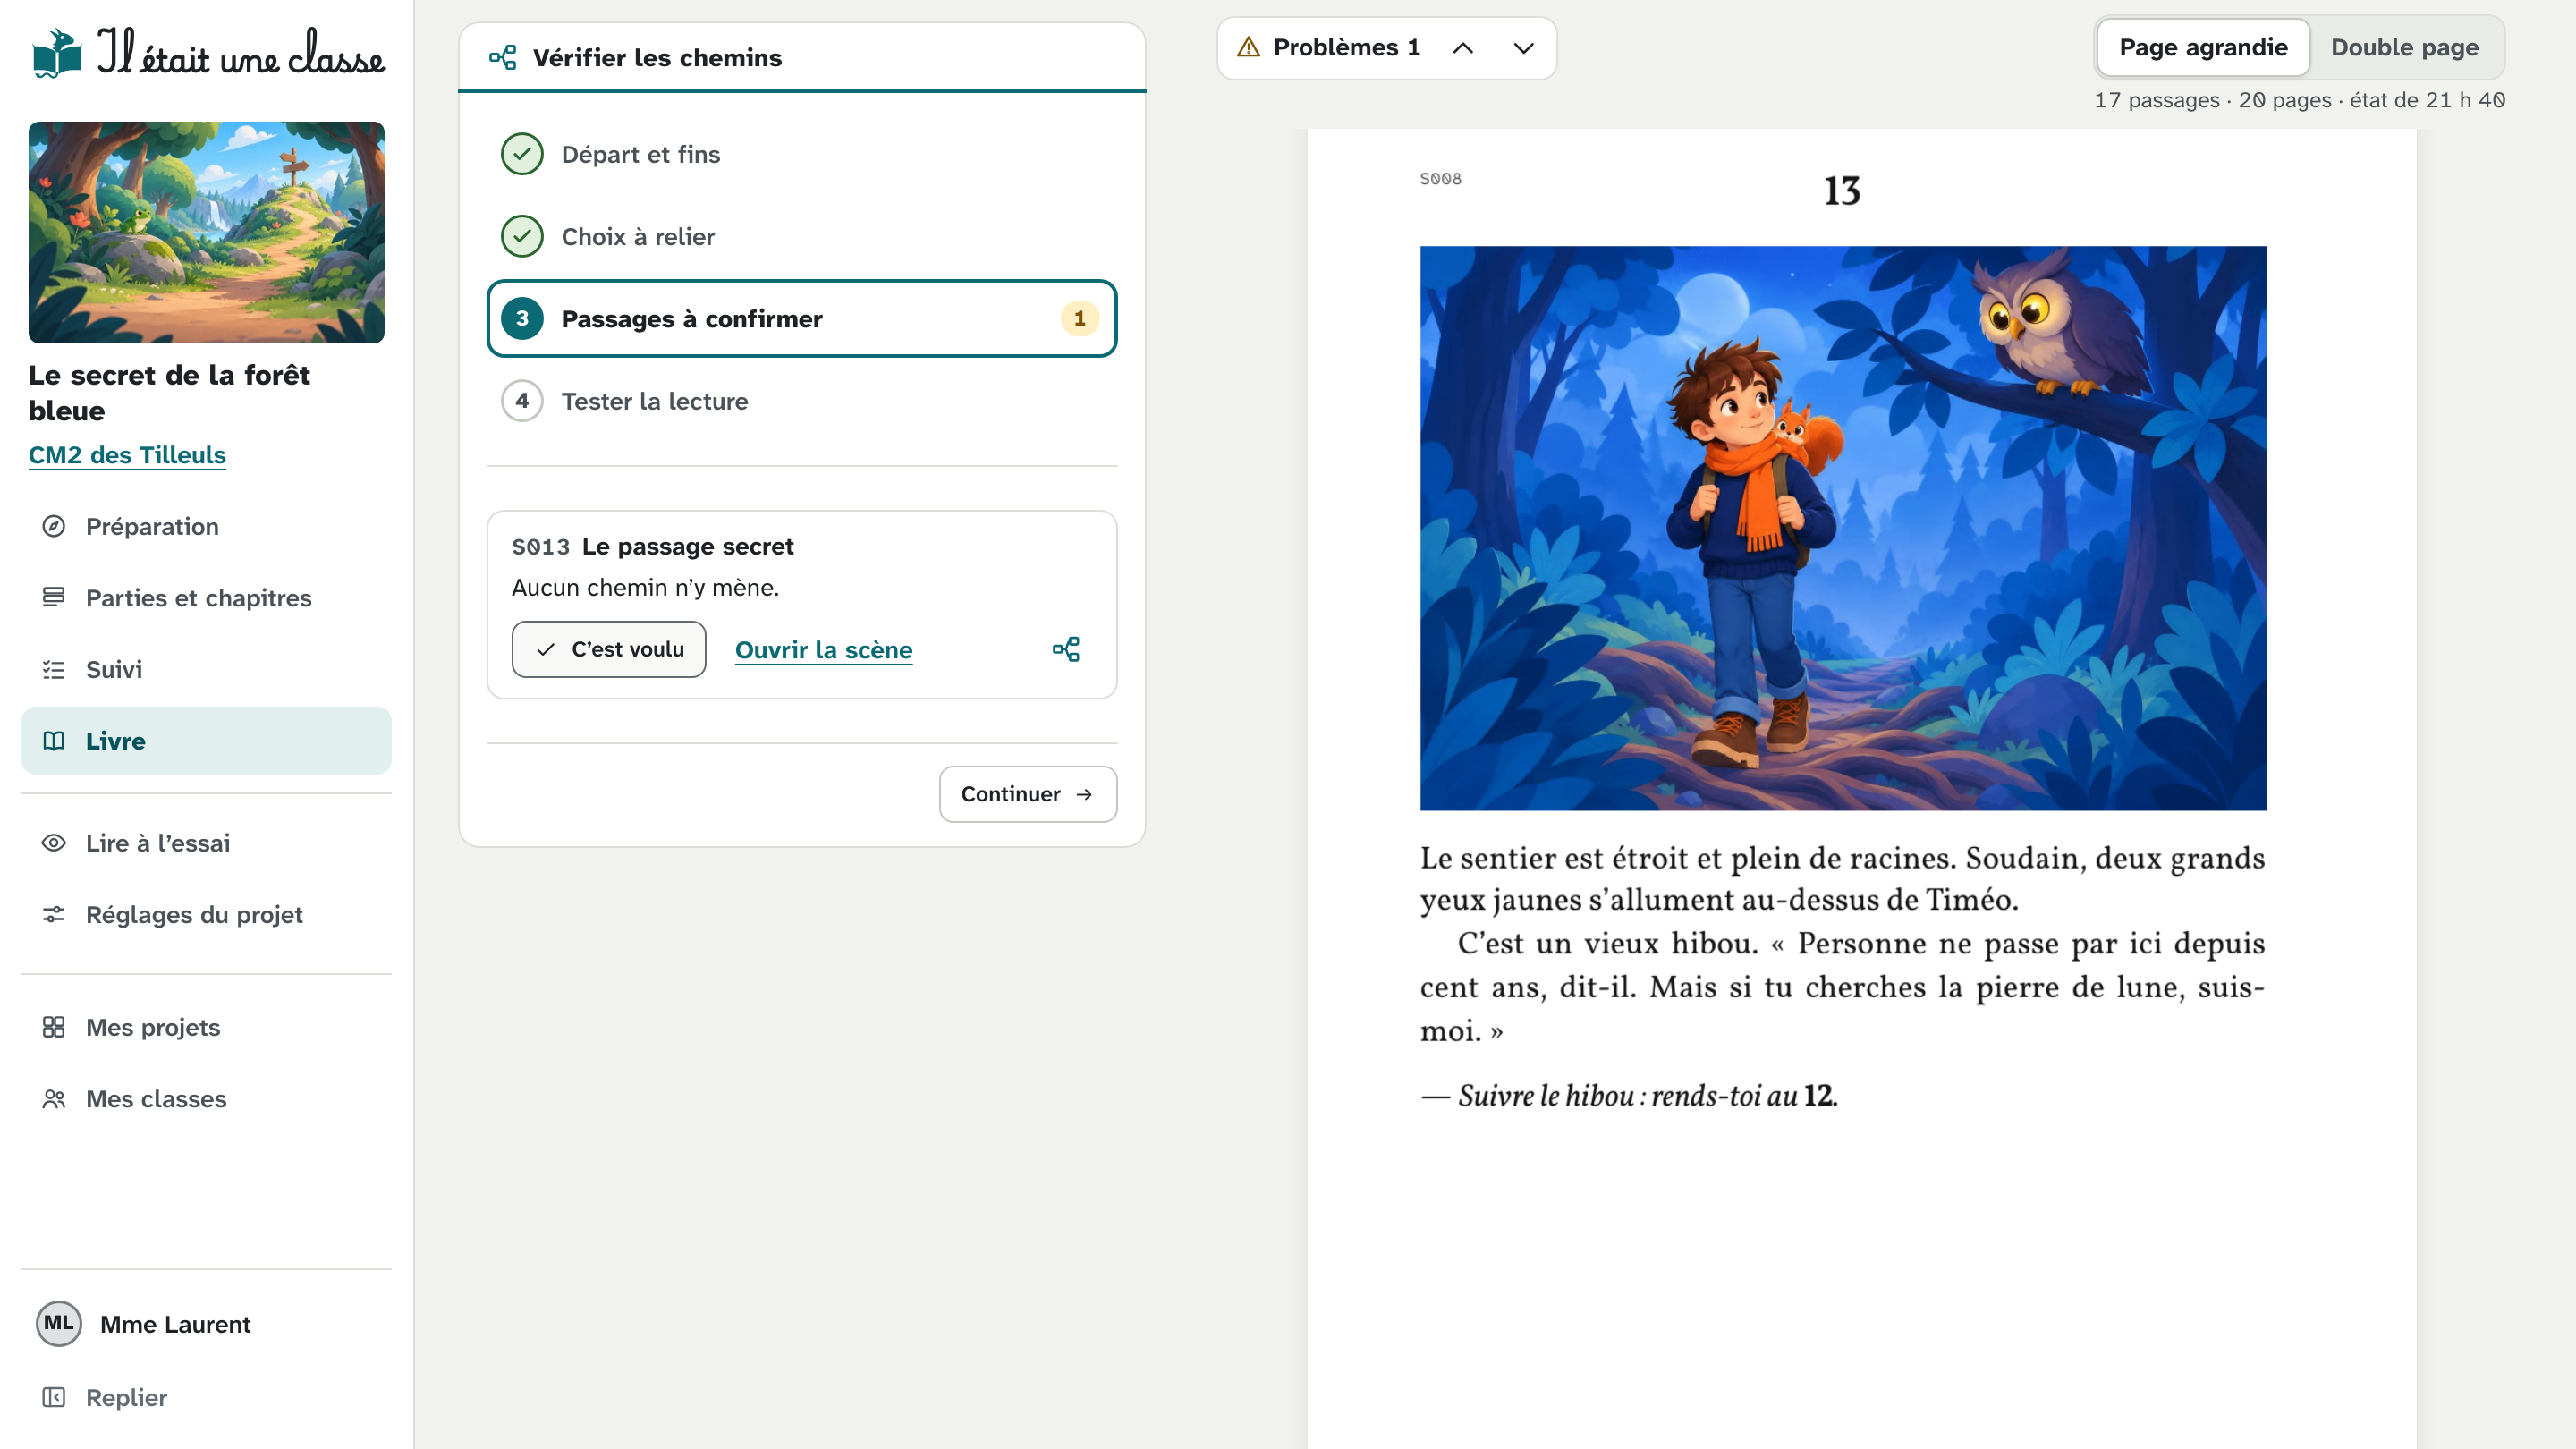 Il était une classe
Le secret de la forêt
bleue
CM2 des Tilleuls
Préparation
Parties et chapitres
Suivi
Livre
Lire à l’essai
Réglages du projet
Mes projets
Mes classes
ML
Mme Laurent
Replier
Vérifier les chemins
Départ et fins
Choix à relier
3 Passages à confirmer 1
4 Tester la lecture
S013 Le passage secret
Aucun chemin n’y mène.
C’est voulu
Ouvrir la scène
Continuer →
Problèmes 1
Page agrandie
Double page
17 passages · 20 pages · état de 21 h 40
S008
13
Le sentier est étroit et plein de racines. Soudain, deux grands
yeux jaunes s’allument au-dessus de Timéo.
C’est un vieux hibou. « Personne ne passe par ici depuis
cent ans, dit-il. Mais si tu cherches la pierre de lune, suis-
moi. »
— Suivre le hibou : rends-toi au 12.